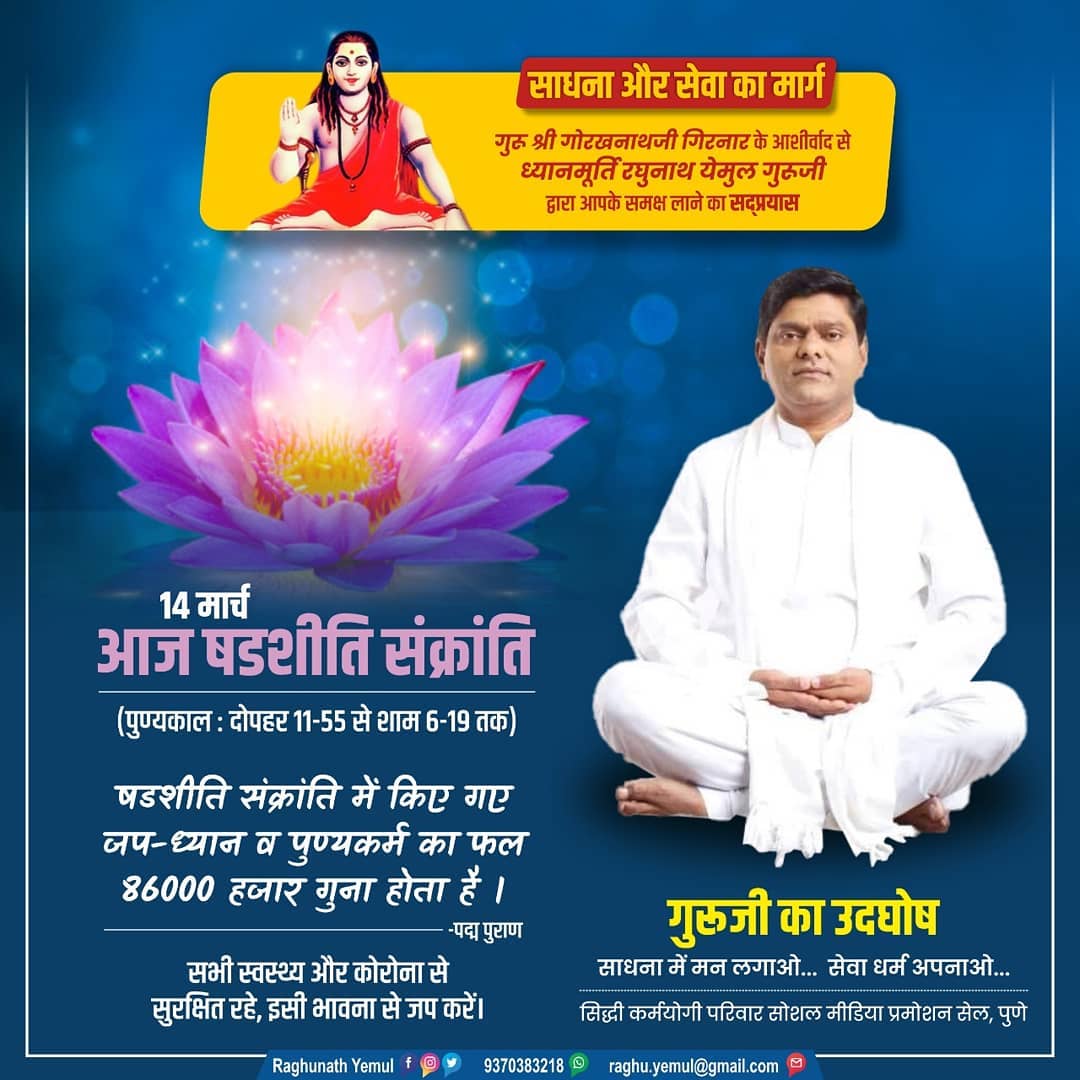 साधना और सेवा का मार्ग
गुरू श्री गोरखनाथजी गिरनार के आशीर्वाद से
ध्यानमूर्ति रघुनाथ येमुल गुरूजी
द्वारा आपके समक्ष लाने का सद्प्रयास
14 मार्च
आज षडशीति संक्रांति
(पुण्यकाल : दोपहर 11-55 से शाम 6-19 तक)
षडशीति संक्रांति में किए गए
जप-ध्यान व पुण्यकर्म का फल
86000 हजार गुना होता है ।
-पद्म पुराण
सभी स्वस्थ्य और कोरोना से
सुरक्षित रहे, इसी भावना से जप करें।
गुरूजी का उदघोष
साधना में मन लगाओ... सेवा धर्म अपनाओ...
सिद्धी कर्मयोगी परिवार सोशल मीडिया प्रमोशन सेल, पुणे
Raghunath Yemul 9370383218 raghu.yemul@gmail.com